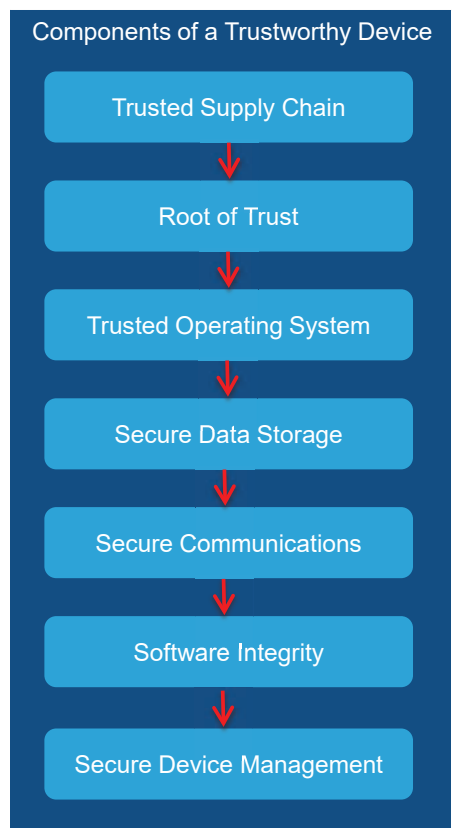 Components of a Trustworthy Device
Trusted Supply Chain
Root of Trust
Trusted Operating System
Secure Data Storage
Secure Communications
Software Integrity
Secure Device Management